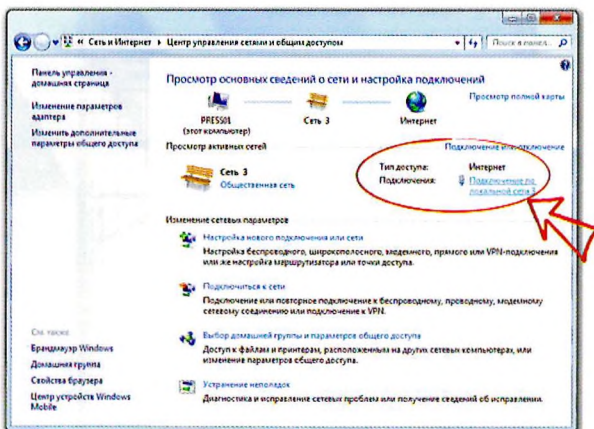 « Сеть и Интернет ▸ Центр управления сетями и общим доступом
Поиск в панел...
Панель управления -
домашняя страница
Изменение параметров
адаптера
Изменить дополнительные
параметры общего доступа
Просмотр основных сведений о сети и настройка подключений
Просмотр полной карты
PRESS01
(этот компьютер)
Сеть 3
Интернет
Просмотр активных сетей
Подключение или отключение
Сеть 3
Общественная сеть
Тип доступа: Интернет
Подключения: Подключение по
локальной сети 3
Изменение сетевых параметров
Настройка нового подключения или сети
Настройка беспроводного, широкополосного, модемного, прямого или VPN-подключения
или же настройка маршрутизатора или точки доступа.
Подключиться к сети
Подключение или повторное подключение к беспроводному, проводному, модемному
сетевому соединению или подключение к VPN.
Выбор домашней группы и параметров общего доступа
Доступ к файлам и принтерам, расположенным на других сетевых компьютерах, или
изменение параметров общего доступа.
Устранение неполадок
Диагностика и исправление сетевых проблем или получение сведений об исправлении.
См. также
Брандмауэр Windows
Домашняя группа
Свойства браузера
Центр устройств Windows
Mobile